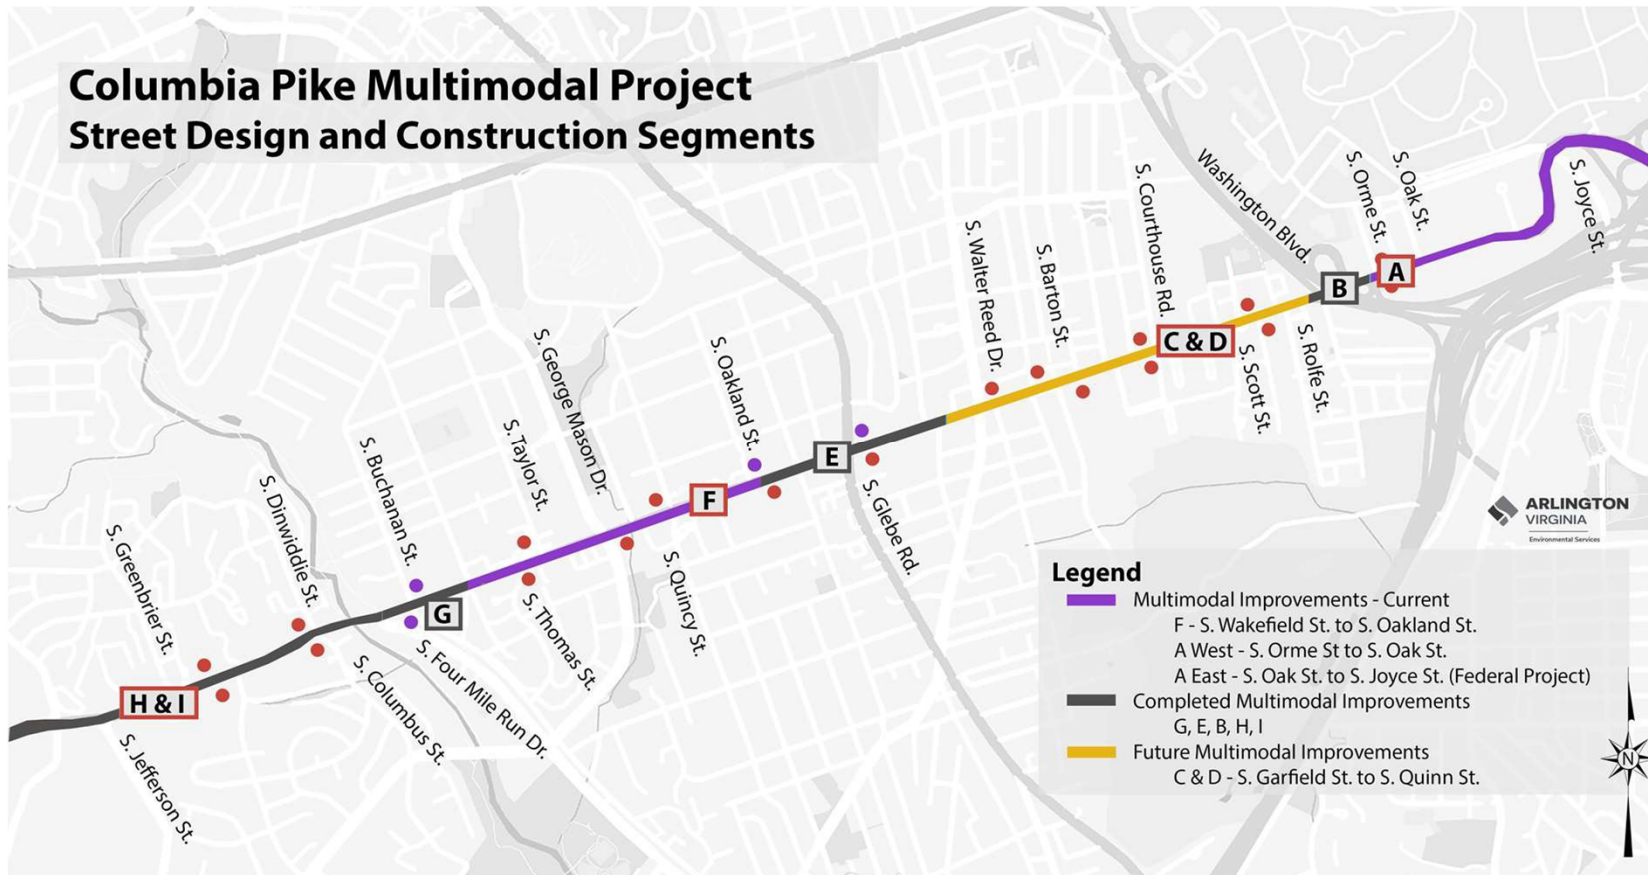 Columbia Pike Multimodal Project
Street Design and Construction Segments
S. Joyce St.
S. Oak St.
S. Orme St.
Washington Blvd.
S. Courthouse Rd.
S. Barton St.
S. Walter Reed Dr.
A
B
S. Rolfe St.
S. Scott St.
C & D
S. Oakland St.
S. George Mason Dr.
E
S. Glebe Rd.
F
S. Taylor St.
S. Buchanan St.
S. Quincy St.
S. Thomas St.
G
S. Dinwiddie St.
S. Greenbrier St.
S. Four Mile Run Dr.
S. Columbus St.
H & I
S. Jefferson St.
ARLINGTON
VIRGINIA
Environmental Services
Legend
Multimodal Improvements - Current
F - S. Wakefield St. to S. Oakland St.
A West - S. Orme St to S. Oak St.
A East - S. Oak St. to S. Joyce St. (Federal Project)
Completed Multimodal Improvements
G, E, B, H, I
Future Multimodal Improvements
C & D - S. Garfield St. to S. Quinn St.
N